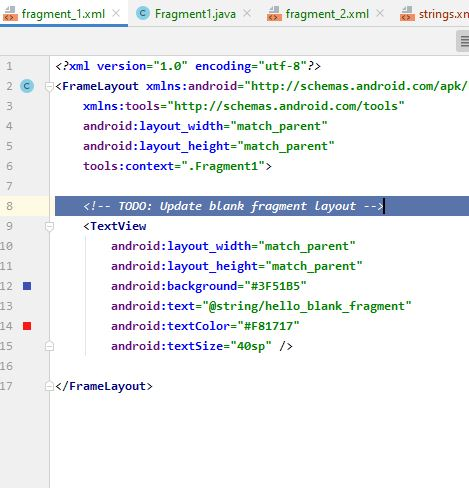 fragment_1.xml × Fragment1.java × fragment_2.xml × strings.xm
1 <?xml version="1.0" encoding="utf-8"?>
2 <FrameLayout xmlns:android="http://schemas.android.com/apk/
3 xmlns:tools="http://schemas.android.com/tools"
4 android:layout_width="match_parent"
5 android:layout_height="match_parent"
6 tools:context=".Fragment1">
7
8 <!-- TODO: Update blank fragment layout -->
9 <TextView
10 android:layout_width="match_parent"
11 android:layout_height="match_parent"
12 android:background="#3F51B5"
13 android:text="@string/hello_blank_fragment"
14 android:textColor="#F81717"
15 android:textSize="40sp" />
16
17 </FrameLayout>